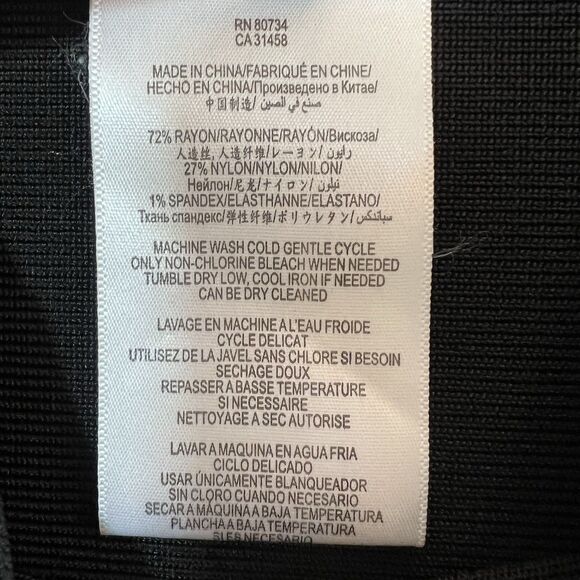 RN 80734
CA 31458
MADE IN CHINA/FABRIQUÉ EN CHINE/
HECHO EN CHINA/Произведено в Китае/
中国制造/ صنع في الصين/
72% RAYON/RAYONNE/RAYÓN/Вискоза/
人造丝, 人造纤维/レーヨン/ رايون/
27% NYLON/NYLON/NILON/
Нейлон/尼龙/ナイロン/ نيلون/
1% SPANDEX/ELASTHANNE/ELASTANO/
Ткань спандекс/弹性纤维/ポリウレタン/ سباندكس/
MACHINE WASH COLD GENTLE CYCLE
ONLY NON-CHLORINE BLEACH WHEN NEEDED
TUMBLE DRY LOW, COOL IRON IF NEEDED
CAN BE DRY CLEANED
LAVAGE EN MACHINE A L'EAU FROIDE
CYCLE DELICAT
UTILISEZ DE LA JAVEL SANS CHLORE SI BESOIN
SECHAGE DOUX
REPASSER A BASSE TEMPERATURE
SI NECESSAIRE
NETTOYAGE A SEC AUTORISE
LAVAR A MAQUINA EN AGUA FRIA
CICLO DELICADO
USAR ÚNICAMENTE BLANQUEADOR
SIN CLORO CUANDO NECESARIO
SECAR A MÁQUINA A BAJA TEMPERATURA
PLANCHA A BAJA TEMPERATURA
SI ES NECESARIO